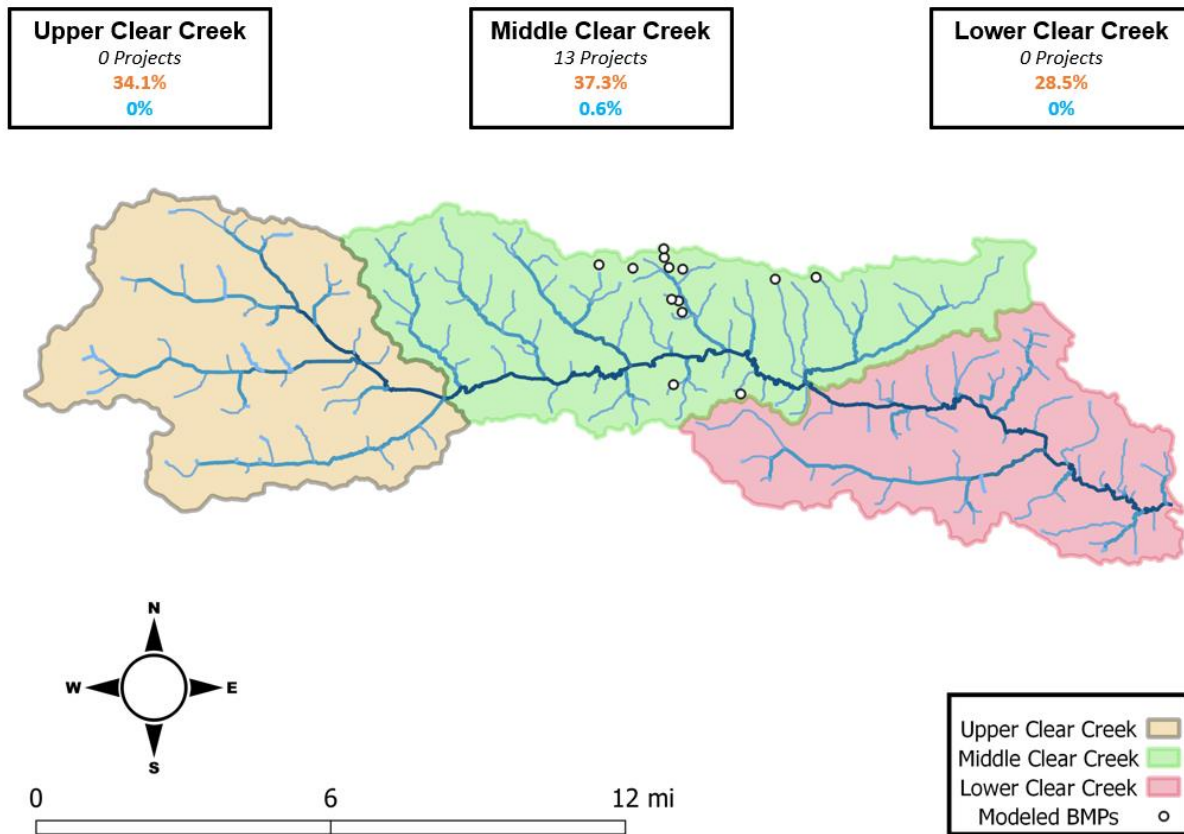 Upper Clear Creek
0 Projects
34.1%
0%
Middle Clear Creek
13 Projects
37.3%
0.6%
Lower Clear Creek
0 Projects
28.5%
0%
N
W E
S
0 6 12 mi
Upper Clear Creek
Middle Clear Creek
Lower Clear Creek
Modeled BMPs